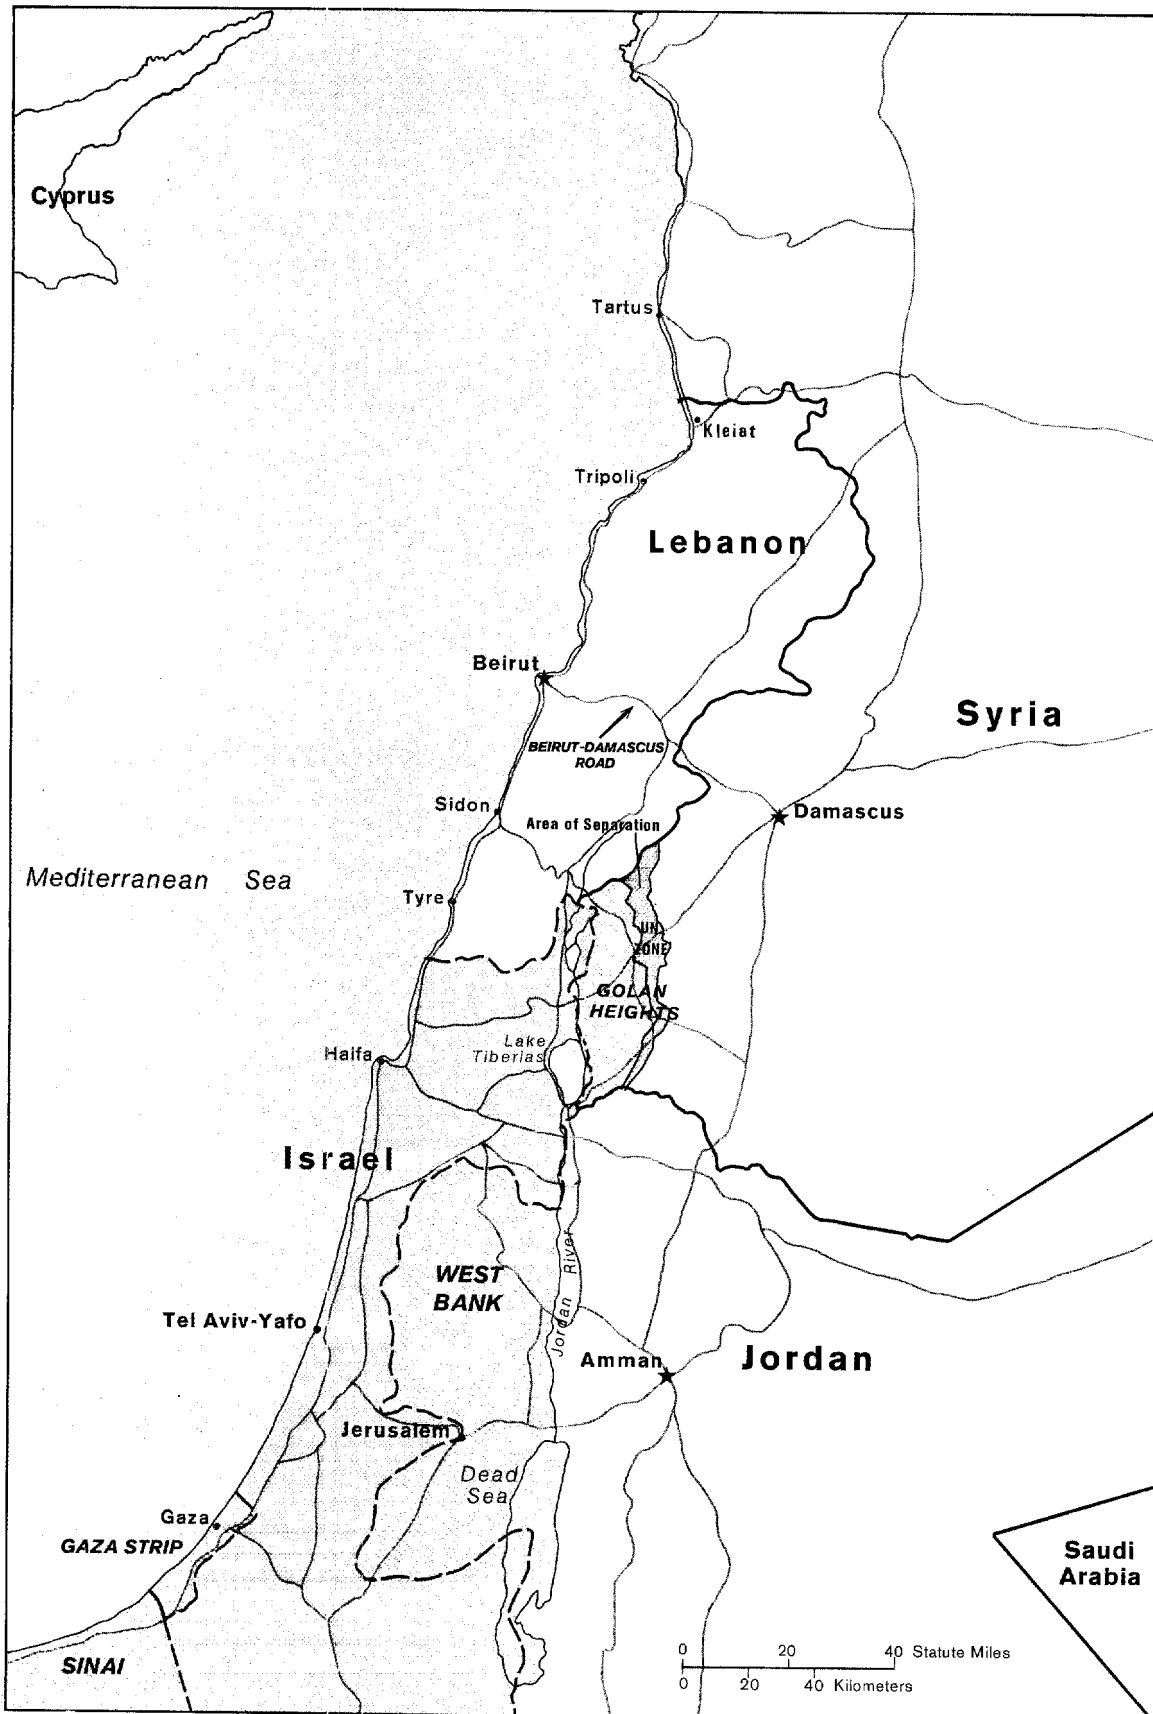 Cyprus
Tartus
Kleiat
Tripoli
Lebanon
Beirut
Syria
BEIRUT-DAMASCUS
ROAD
Sidon
Damascus
Area of Separation
Mediterranean Sea
Tyre
UN
ZONE
GOLAN
HEIGHTS
Lake
Tiberias
Haifa
Israel
Jordan River
WEST
BANK
Tel Aviv-Yafo
Amman
Jordan
Jerusalem
Dead
Sea
Gaza
GAZA STRIP
Saudi
Arabia
SINAI
0 20 40 Statute Miles
0 20 40 Kilometers